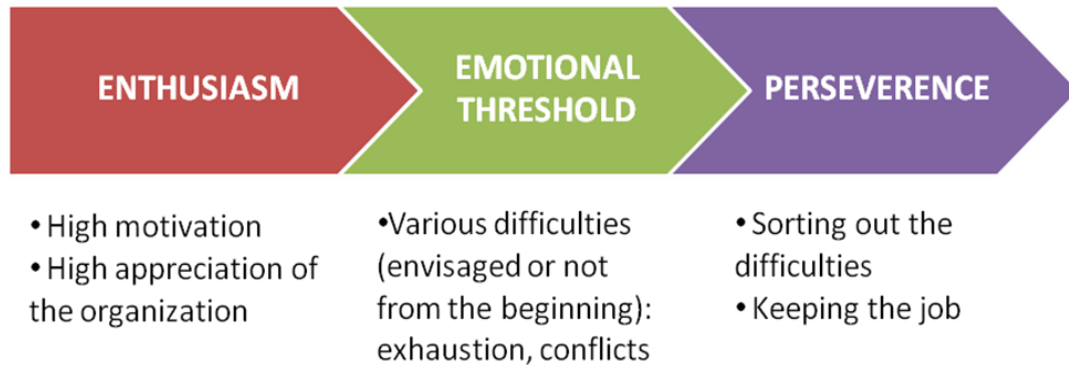 ENTHUSIASM
EMOTIONAL
THRESHOLD
PERSEVERENCE
• High motivation
• High appreciation of
the organization
•Various difficulties
(envisaged or not
from the beginning):
exhaustion, conflicts
• Sorting out the
difficulties
• Keeping the job